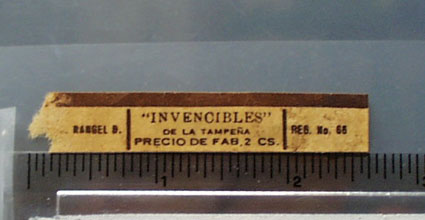 RANGEL B.
"INVENCIBLES"
DE LA TAMPEÑA
PRECIO DE FAB. 2 CS.
REG. No. 66
1
2